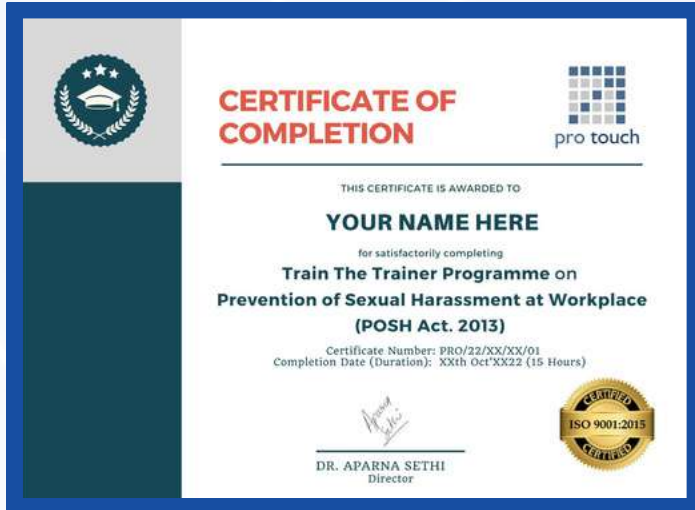 CERTIFICATE OF
COMPLETION
pro touch
THIS CERTIFICATE IS AWARDED TO
YOUR NAME HERE
for satisfactorily completing
Train The Trainer Programme on
Prevention of Sexual Harassment at Workplace
(POSH Act. 2013)
Certificate Number: PRO/22/XX/XX/01
Completion Date (Duration): XXth Oct'XX22 (15 Hours)
Aparna
Sethi
DR. APARNA SETHI
Director
CERTIFIED
ISO 9001:2015
CERTIFIED